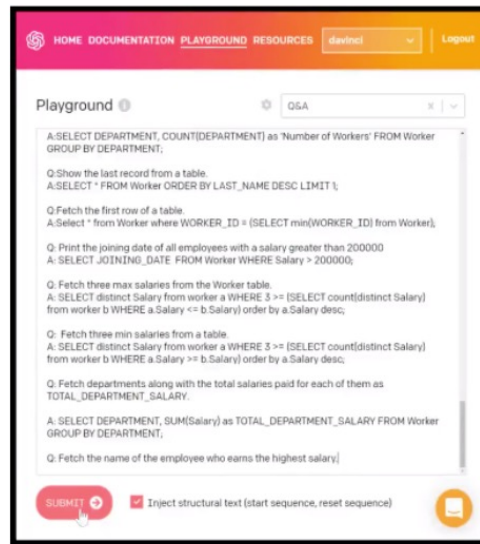 HOME DOCUMENTATION PLAYGROUND RESOURCES davinci Logout
Playground
Q&A
A:SELECT DEPARTMENT, COUNT(DEPARTMENT) as 'Number of Workers' FROM Worker
GROUP BY DEPARTMENT;
Q:Show the last record from a table.
A:SELECT * FROM Worker ORDER BY LAST_NAME DESC LIMIT 1;
Q:Fetch the first row of a table.
A:Select * from Worker where WORKER_ID = (SELECT min(WORKER_ID) from Worker);
Q: Print the joining date of all employees with a salary greater than 200000
A: SELECT JOINING_DATE FROM Worker WHERE Salary > 200000;
Q: Fetch three max salaries from the Worker table.
A: SELECT distinct Salary from worker a WHERE 3 >= (SELECT count(distinct Salary)
from worker b WHERE a.Salary <= b.Salary) order by a.Salary desc;
Q: Fetch three min salaries from a table.
A: SELECT distinct Salary from worker a WHERE 3 >= (SELECT count(distinct Salary)
from worker b WHERE a.Salary >= b.Salary) order by a.Salary desc;
Q: Fetch departments along with the total salaries paid for each of them as
TOTAL_DEPARTMENT_SALARY.
A: SELECT DEPARTMENT, SUM(Salary) as TOTAL_DEPARTMENT_SALARY FROM Worker
GROUP BY DEPARTMENT;
Q: Fetch the name of the employee who earns the highest salary.
SUBMIT
Inject structural text (start sequence, reset sequence)